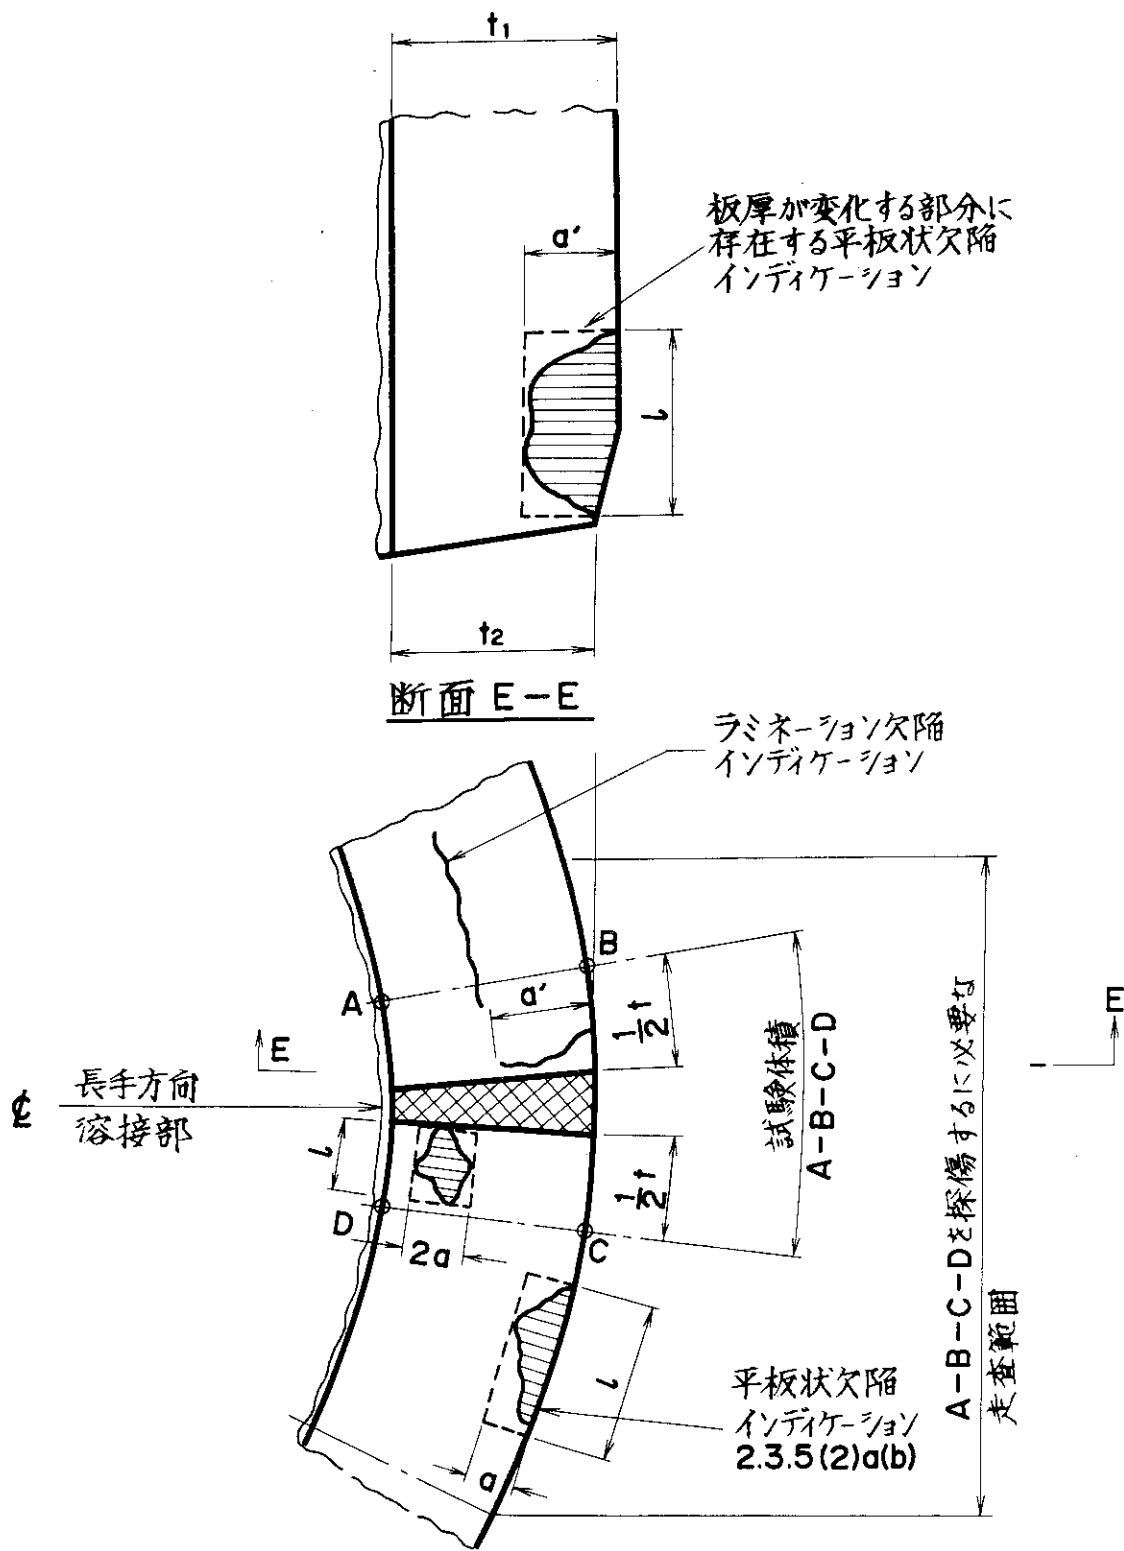 t₁
板厚が変化する部分に
存在する平板状欠陥
インディケーション
a'
l
t₂
断面 E-E
ラミネーション欠陥
インディケーション
B
A
a'
1/2 t
E
E
長手方向
溶接部
℄
試験体積
A-B-C-D
l
D
2a
C
1/2 t
A-B-C-Dを探傷するに必要な
走査範囲
l
平板状欠陥
インディケーション
2.3.5(2)a(b)
a